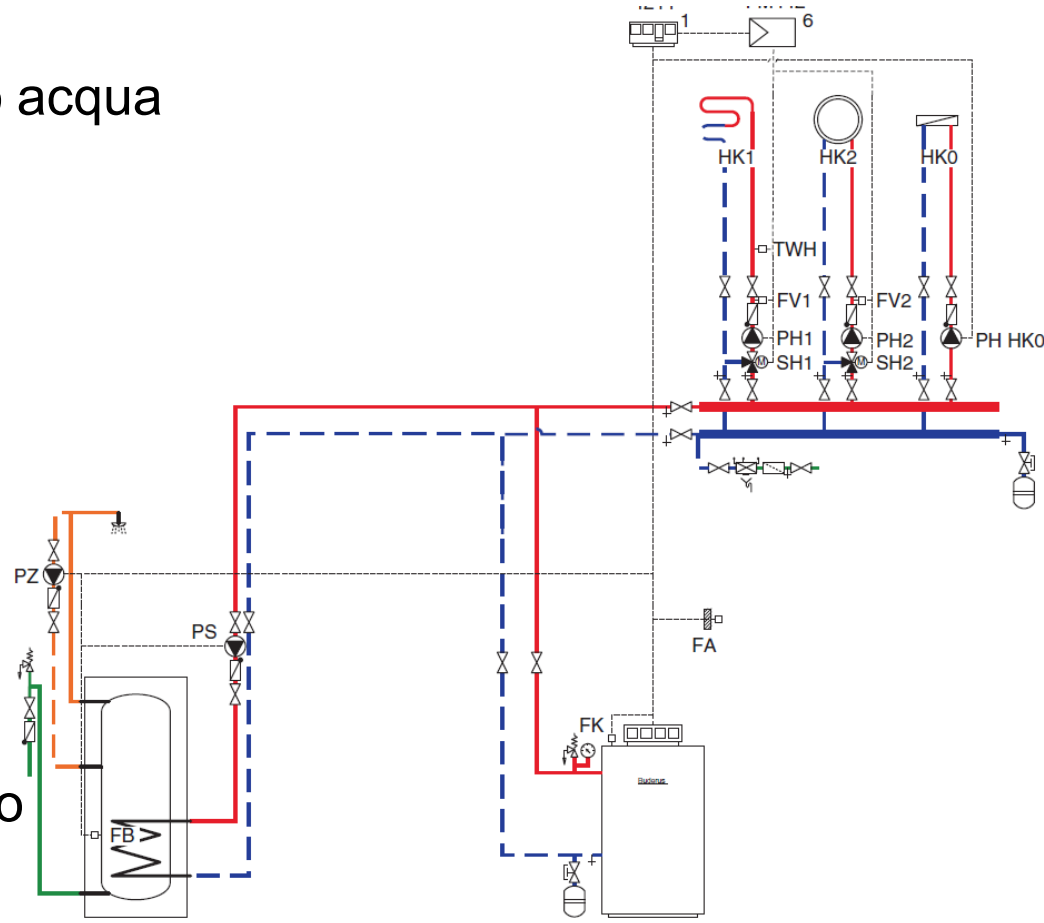 1
6
o acqua
HK1
HK2
HK0
TWH
FV1
FV2
PH1
PH2
PH HK0
M
SH1
M
SH2
PZ
PS
FA
FK
Buderus
o
FB